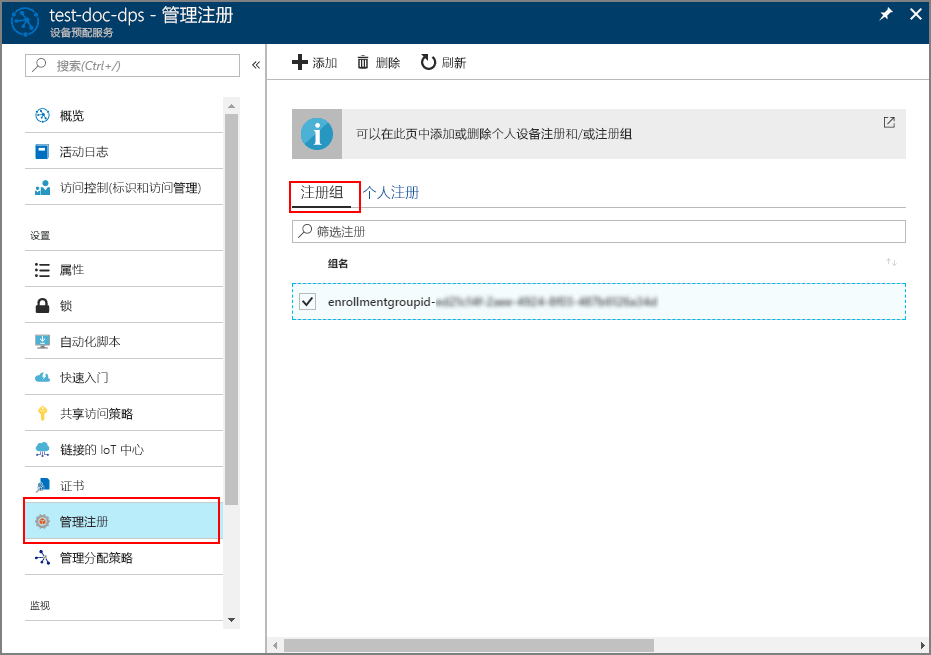 test-doc-dps - 管理注册
设备预配服务
搜索(Ctrl+/)
«
概览
活动日志
访问控制(标识和访问管理)
设置
属性
锁
自动化脚本
快速入门
共享访问策略
链接的 IoT 中心
证书
管理注册
管理分配策略
监视
添加 删除 刷新
可以在此页中添加或删除个人设备注册和/或注册组
注册组 个人注册
筛选注册
组名
enrollmentgroupid-